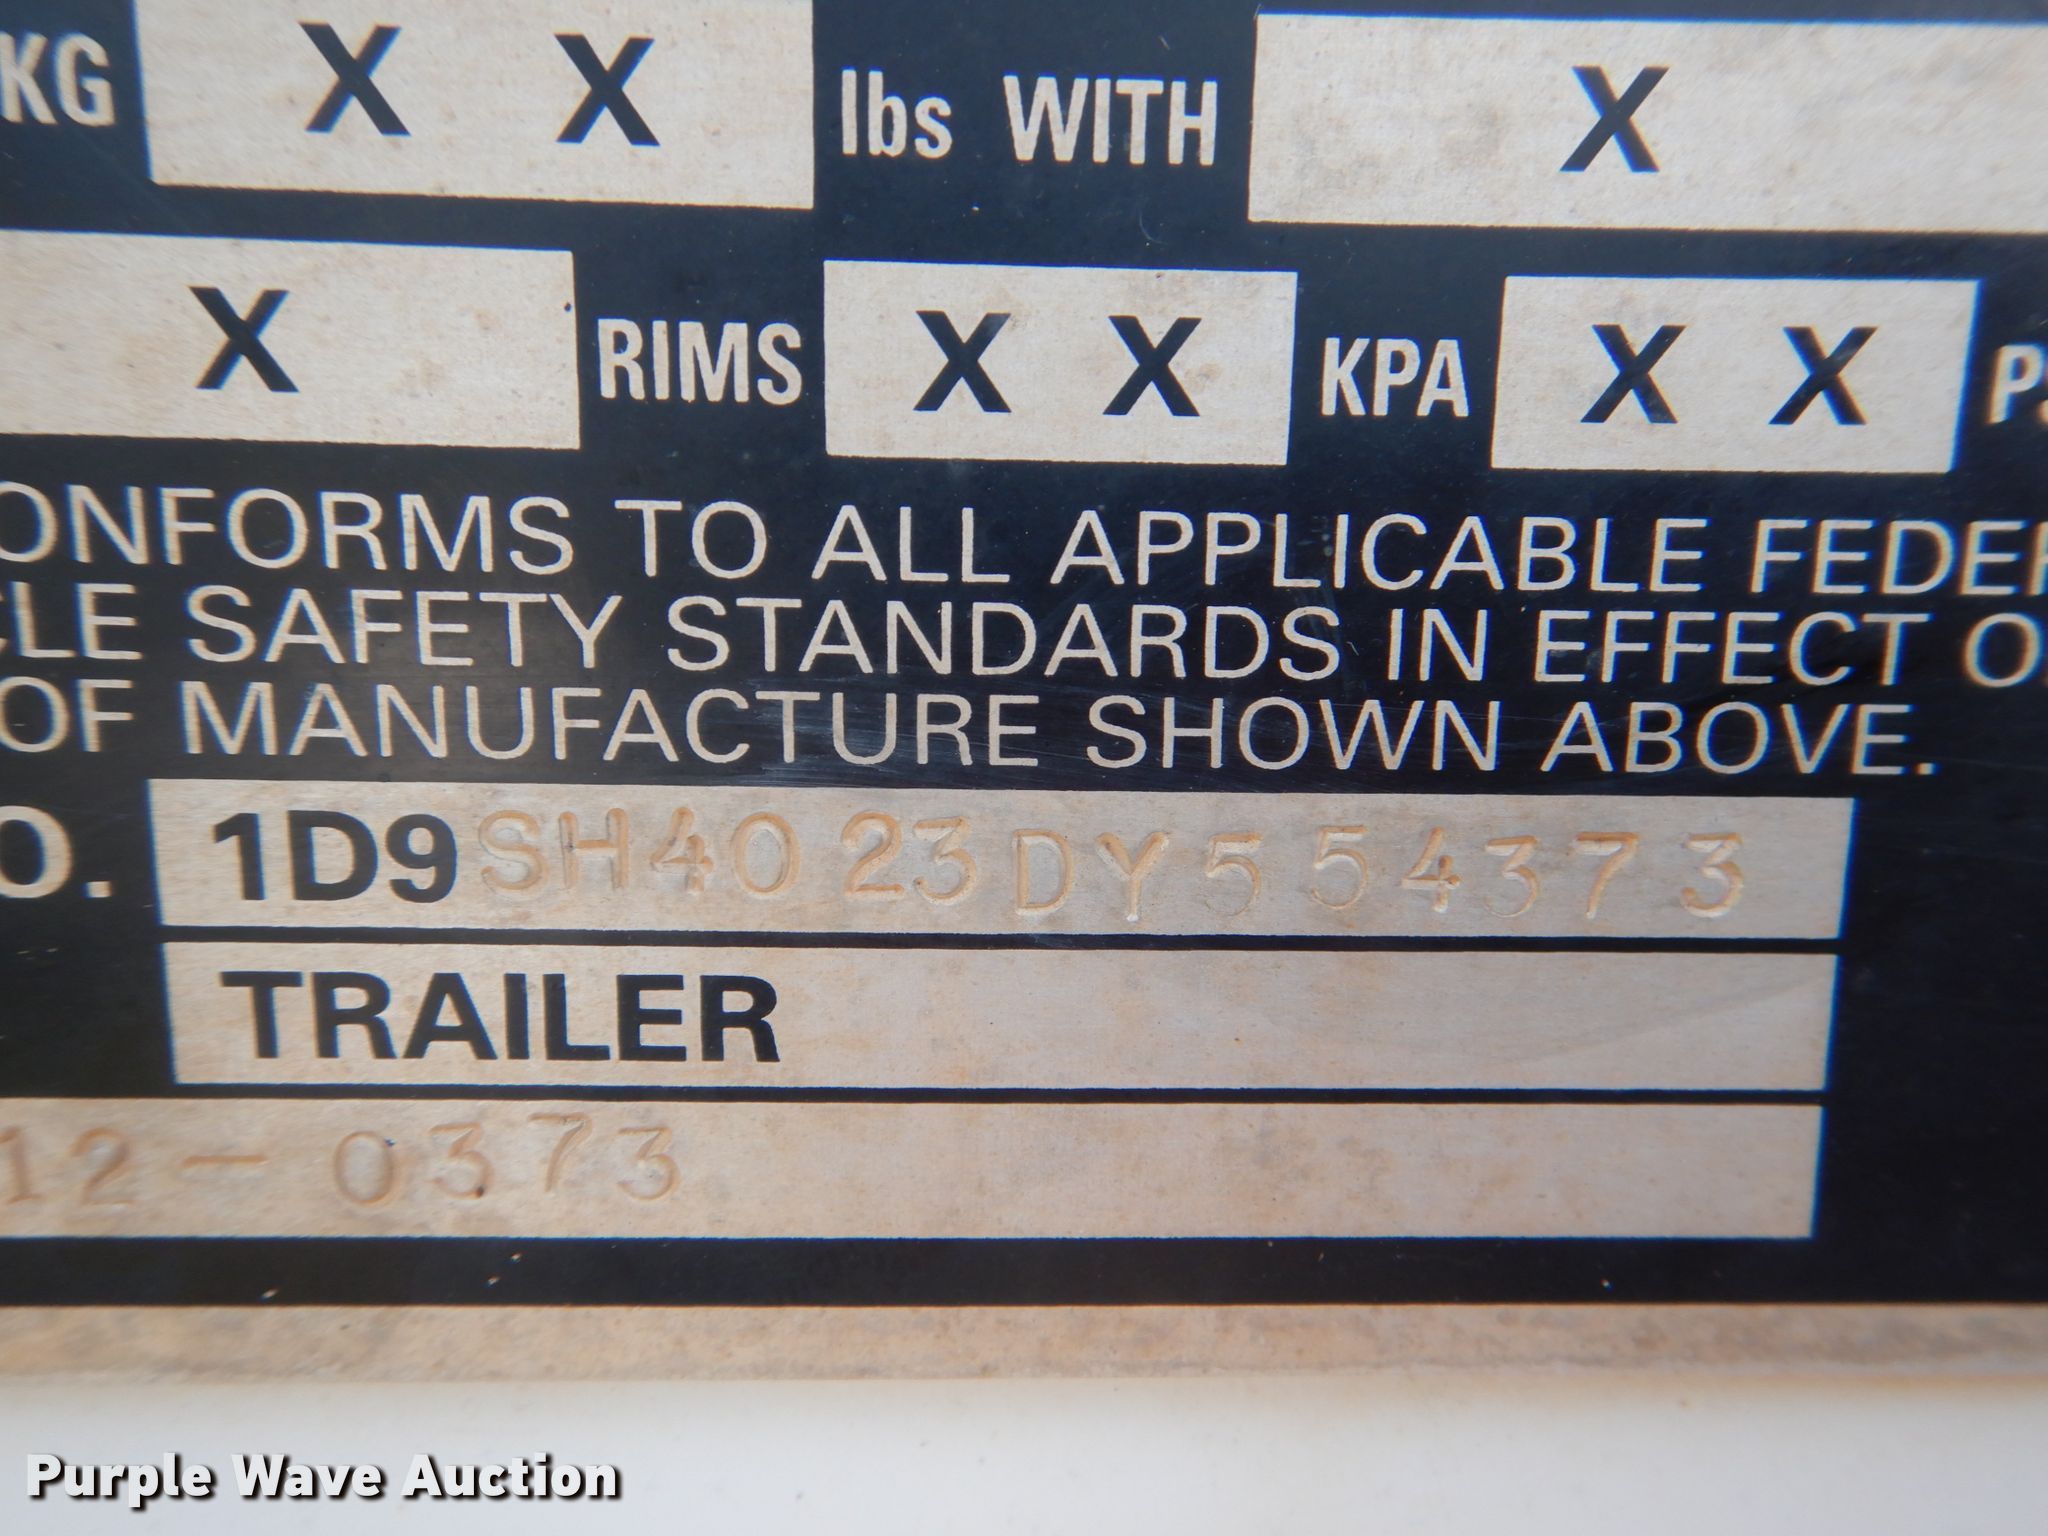 KG X X lbs WITH X
X RIMS X X KPA X X
ONFORMS TO ALL APPLICABLE FEDER
CLE SAFETY STANDARDS IN EFFECT O
OF MANUFACTURE SHOWN ABOVE.
O. 1D9SH4023DY554373
TRAILER
12-0373
Purple Wave Auction